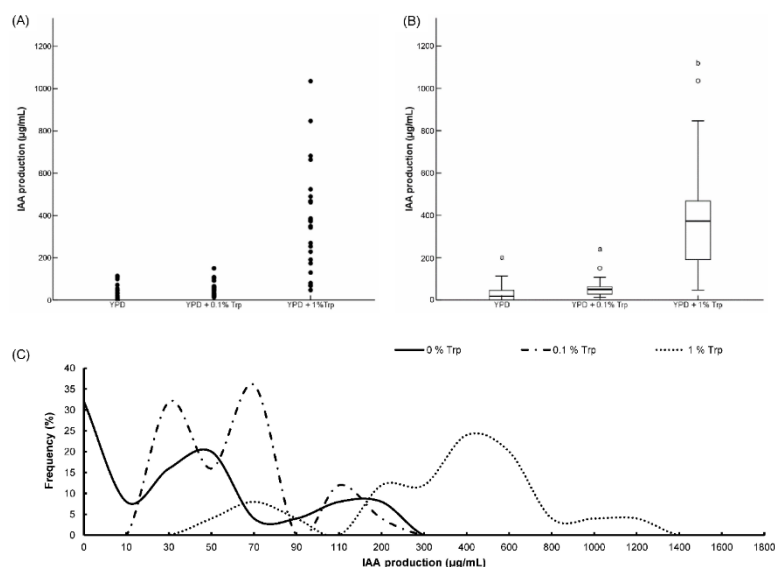 (A)
IAA production (µg/mL)
1200
1000
800
600
400
200
0
YPD YPD + 0.1% Trp YPD + 1%Trp
(B)
IAA production (µg/mL)
1200
1000
800
600
400
200
0
b
a
a
YPD YPD + 0.1% Trp YPD + 1% Trp
(C)
0 % Trp 0.1 % Trp 1 % Trp
Frequency (%)
40
35
30
25
20
15
10
5
0
0 10 30 50 70 90 110 200 300 400 600 800 1000 1200 1400 1600 1800
IAA production (µg/mL)